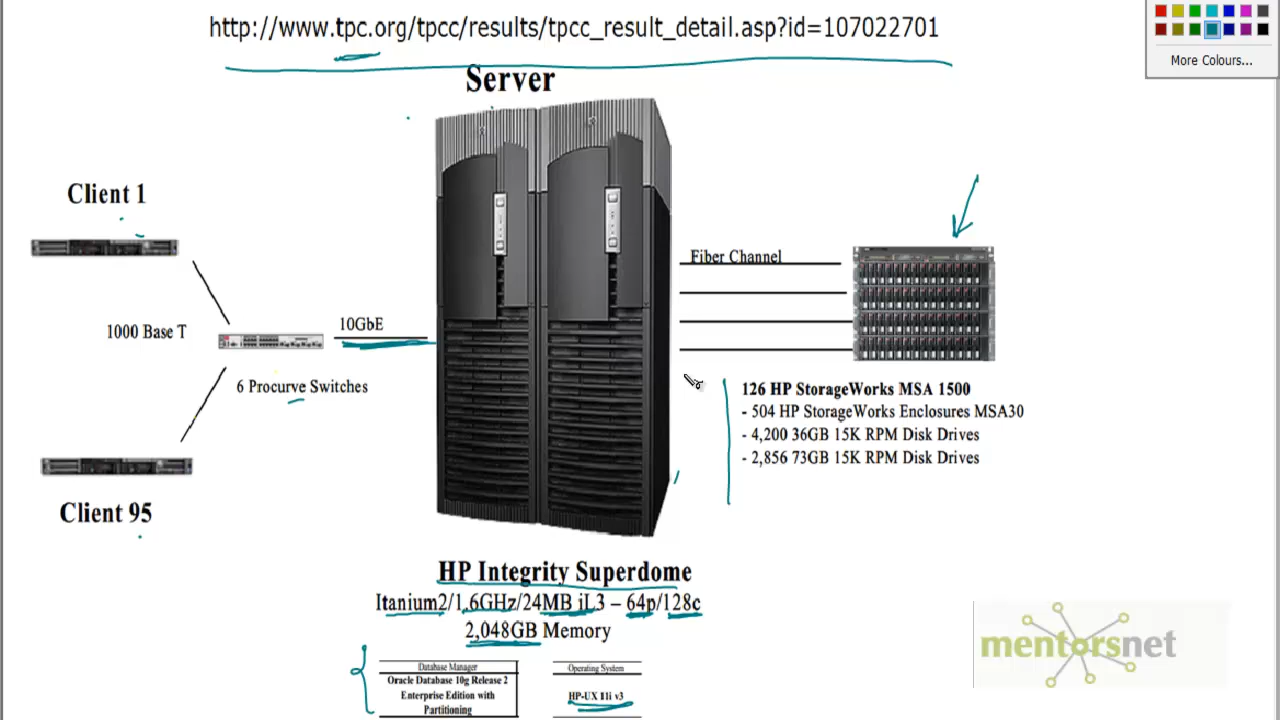 http://www.tpc.org/tpcc/results/tpcc_result_detail.asp?id=107022701
More Colours...
Server
Client 1
Fiber Channel
1000 Base T
10GbE
6 Procurve Switches
126 HP StorageWorks MSA 1500
- 504 HP StorageWorks Enclosures MSA30
- 4,200 36GB 15K RPM Disk Drives
- 2,856 73GB 15K RPM Disk Drives
Client 95
HP Integrity Superdome
Itanium2/1.6GHz/24MB iL3 – 64p/128c
2,048GB Memory
mentorsnet
Database Manager
Oracle Database 10g Release 2
Enterprise Edition with
Partitioning
Operating System
HP-UX 11i v3